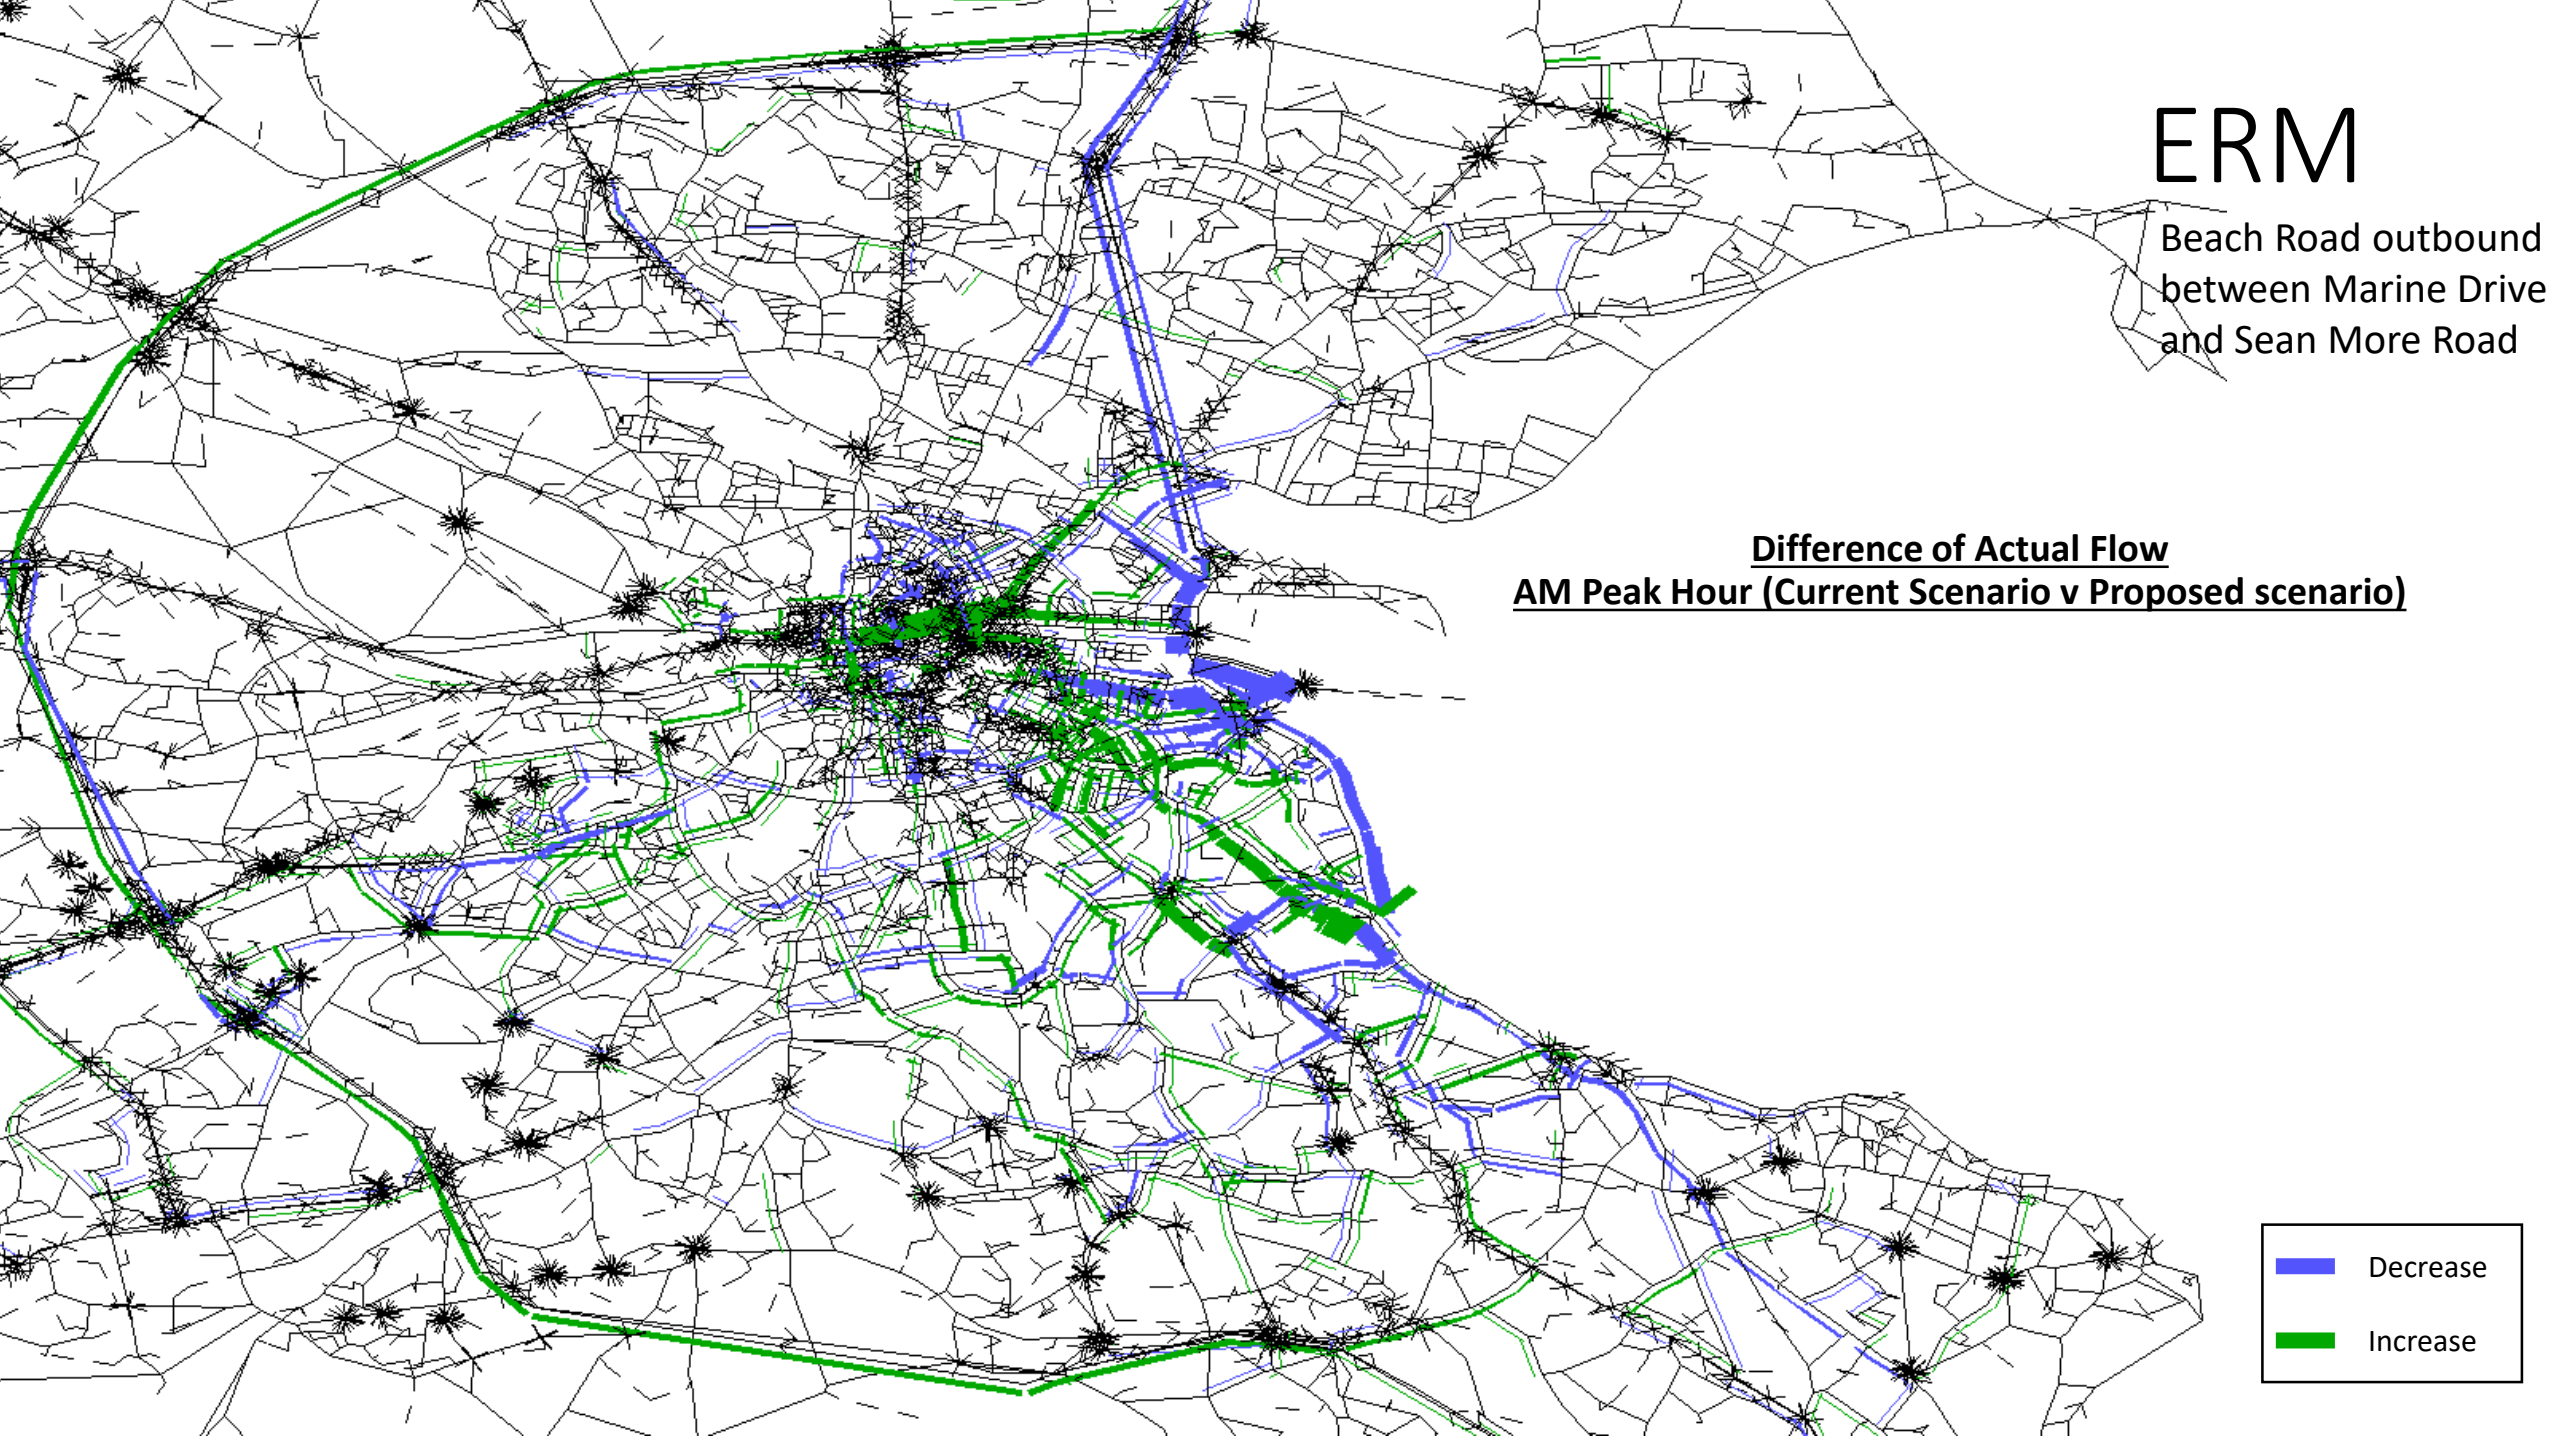 ERM
Beach Road outbound
between Marine Drive
and Sean More Road
Difference of Actual Flow
AM Peak Hour (Current Scenario v Proposed scenario)
Decrease
Increase